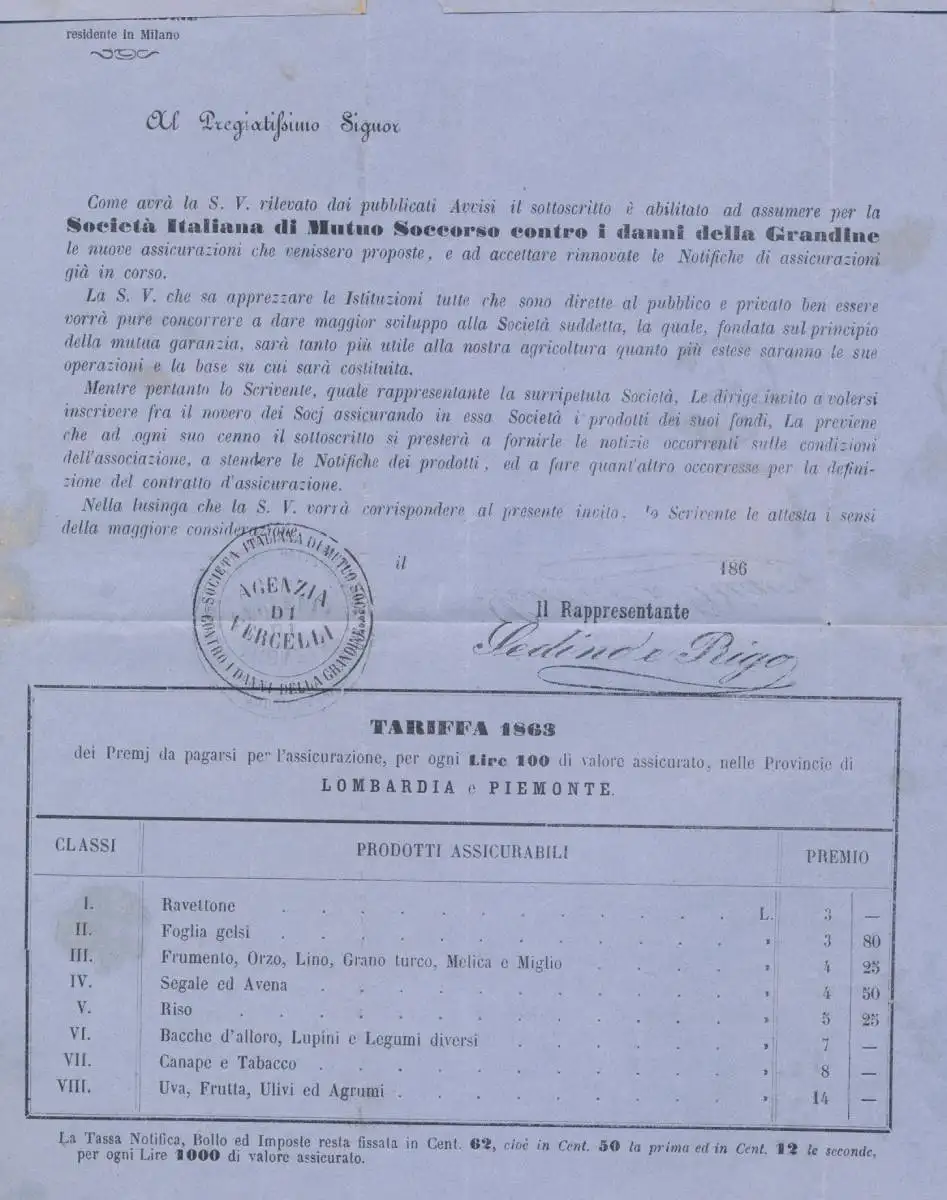 residente in Milano
Al Pregiatissimo Signor
Come avrà la S. V. rilevato dai pubblicati Avvisi il sottoscritto è abilitato ad assumere per la
Società Italiana di Mutuo Soccorso contro i danni della Grandine
le nuove assicurazioni che venissero proposte, e ad accettare rinnovate le Notifiche di assicurazioni
già in corso.
La S. V. che sa apprezzare le Istituzioni tutte che sono dirette al pubblico e privato ben essere
vorrà pure concorrere a dare maggior sviluppo alla Società suddetta, la quale, fondata sul principio
della mutua garanzia, sarà tanto più utile alla nostra agricoltura quanto più estese saranno le sue
operazioni e la base su cui sarà costituita.
Mentre pertanto lo Scrivente, quale rappresentante la surripetuta Società, Le dirige invito a volersi
inscrivere fra il novero dei Socj assicurando in essa Società i prodotti dei suoi fondi, La previene
che ad ogni suo cenno il sottoscritto si presterà a fornirle le notizie occorrenti sulle condizioni
dell'associazione, a stendere le Notifiche dei prodotti, ed a fare quant'altro occorresse per la defini-
zione del contratto d'assicurazione.
Nella lusinga che la S. V. vorrà corrispondere al presente invito, lo Scrivente le attesta i sensi
della maggiore considerazione.
il 186
SOCIETÀ ITALIANA DI MUTUO SOCC.
CONTRO I DANNI DELLA GRANDINE
AGENZIA
DI
VERCELLI
Il Rappresentante
Rigo
TARIFFA 1863
dei Premj da pagarsi per l'assicurazione, per ogni Lire 100 di valore assicurato, nelle Provincie di
LOMBARDIA e PIEMONTE.
CLASSI PRODOTTI ASSICURABILI PREMIO
I. Ravettone . . . . . . . . . . . . L. 3 —
II. Foglia gelsi . . . . . . . . . . . . » 3 80
III. Frumento, Orzo, Lino, Grano turco, Melica e Miglio . . . . » 4 25
IV. Segale ed Avena . . . . . . . . . . » 4 50
V. Riso . . . . . . . . . . . . . » 5 25
VI. Bacche d'alloro, Lupini e Legumi diversi . . . . . . » 7 —
VII. Canape e Tabacco . . . . . . . . . . » 8 —
VIII. Uva, Frutta, Ulivi ed Agrumi . . . . . . . . » 14 —
La Tassa Notifica, Bollo ed Imposte resta fissata in Cent. 62, cioè in Cent. 50 la prima ed in Cent. 12 le seconde,
per ogni Lire 1000 di valore assicurato.